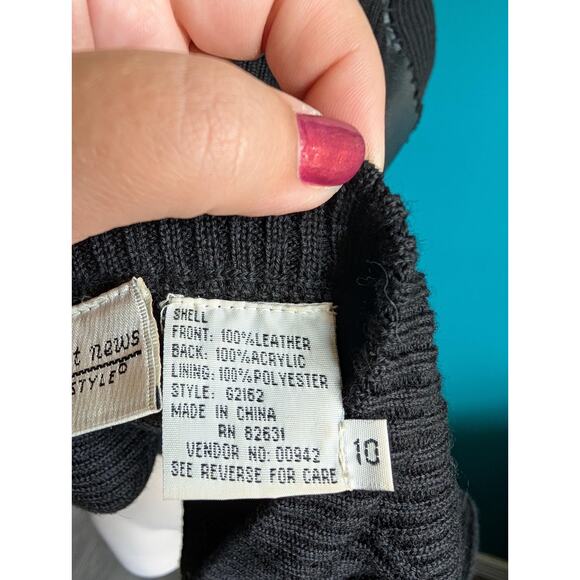 t news
STYLE®
SHELL
FRONT: 100%LEATHER
BACK: 100%ACRYLIC
LINING: 100%POLYESTER
STYLE: G2162
MADE IN CHINA
RN 82631
VENDOR NO: 00942
SEE REVERSE FOR CARE
10